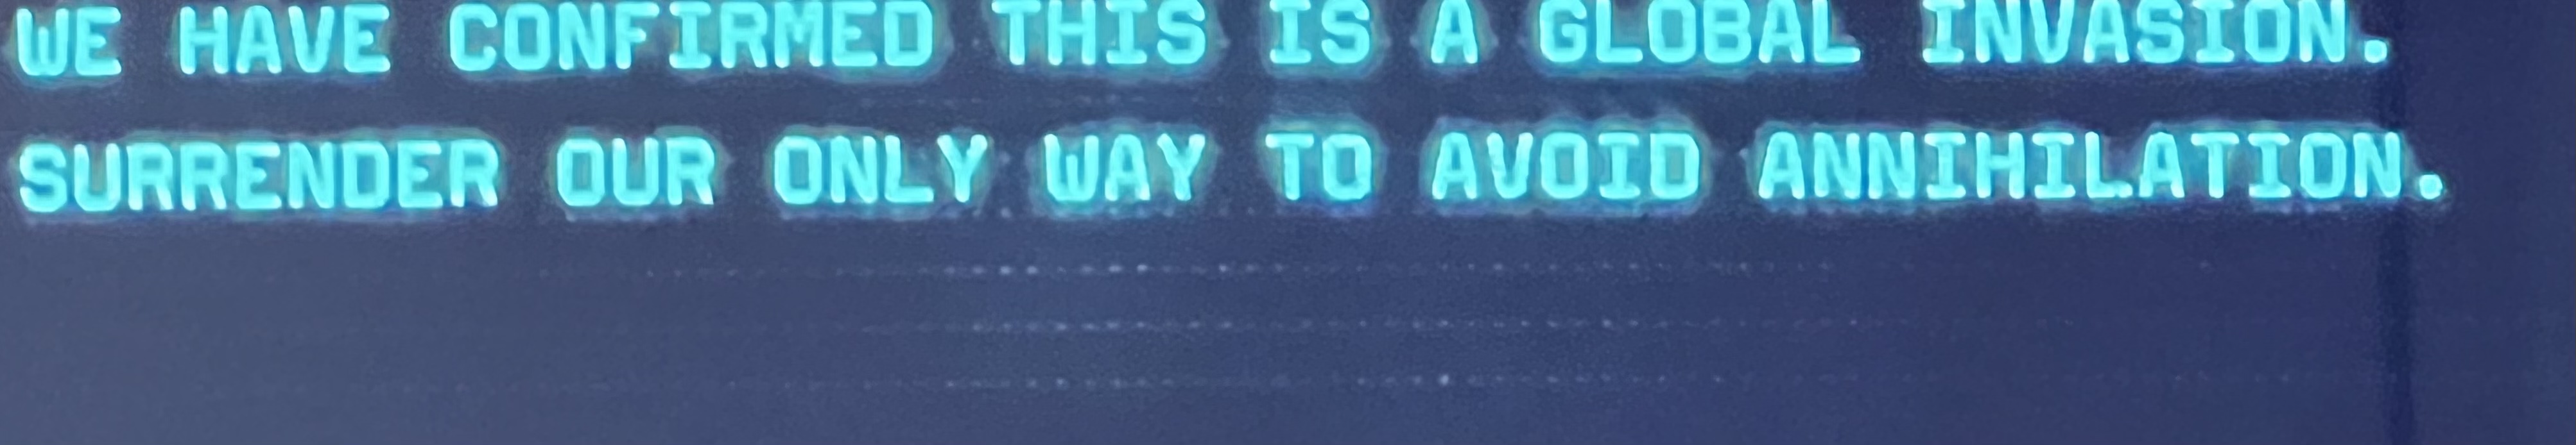 WE HAVE CONFIRMED THIS IS A GLOBAL INVASION.
SURRENDER OUR ONLY WAY TO AVOID ANNIHILATION.